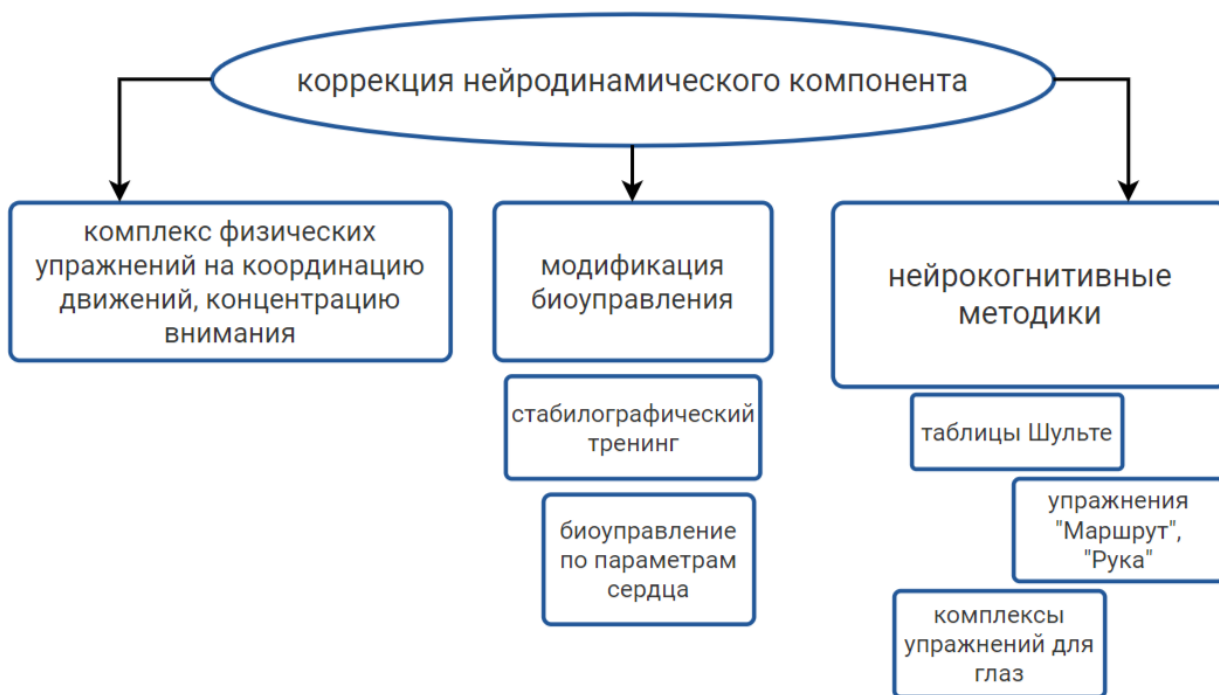 коррекция нейродинамического компонента
комплекс физических
упражнений на координацию
движений, концентрацию
внимания
модификация
биоуправления
стабилографический
тренинг
биоуправление
по параметрам
сердца
нейрокогнитивные
методики
таблицы Шульте
упражнения
"Маршрут",
"Рука"
комплексы
упражнений для
глаз